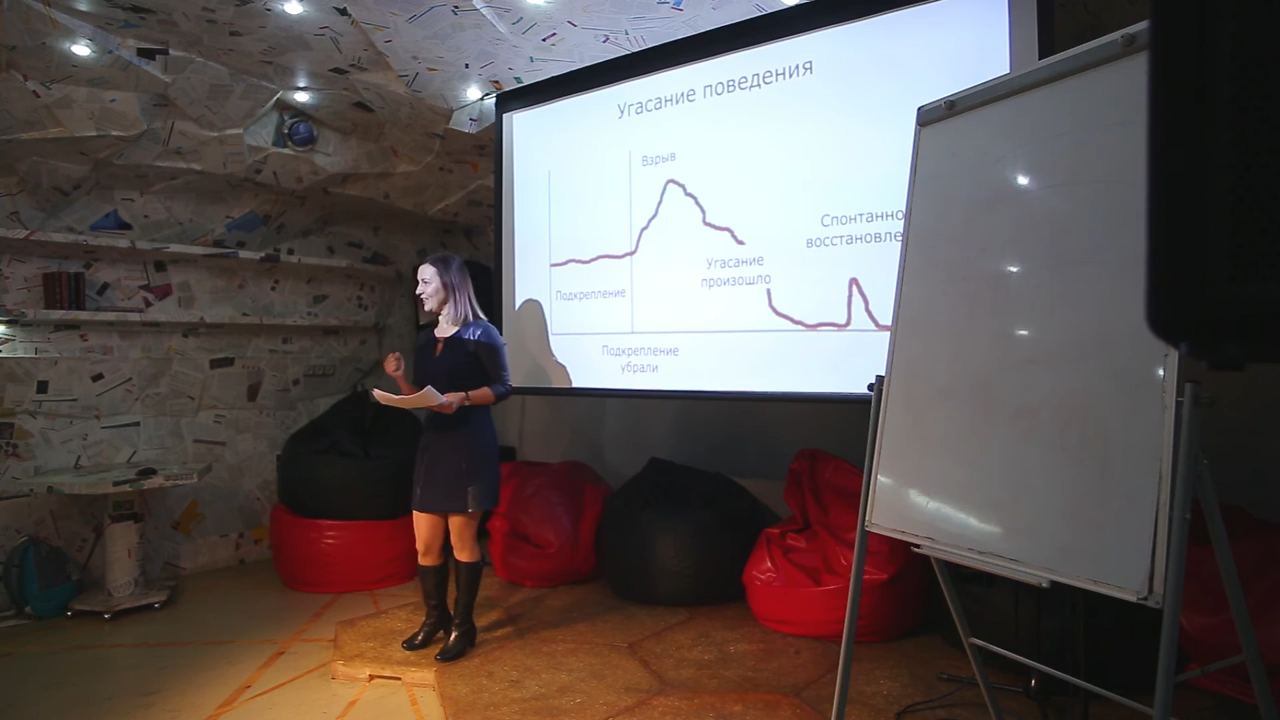 Угасание поведения
Взрыв
Спонтанно
восстановле
Угасание
произошло
Подкрепление
Подкрепление
убрали